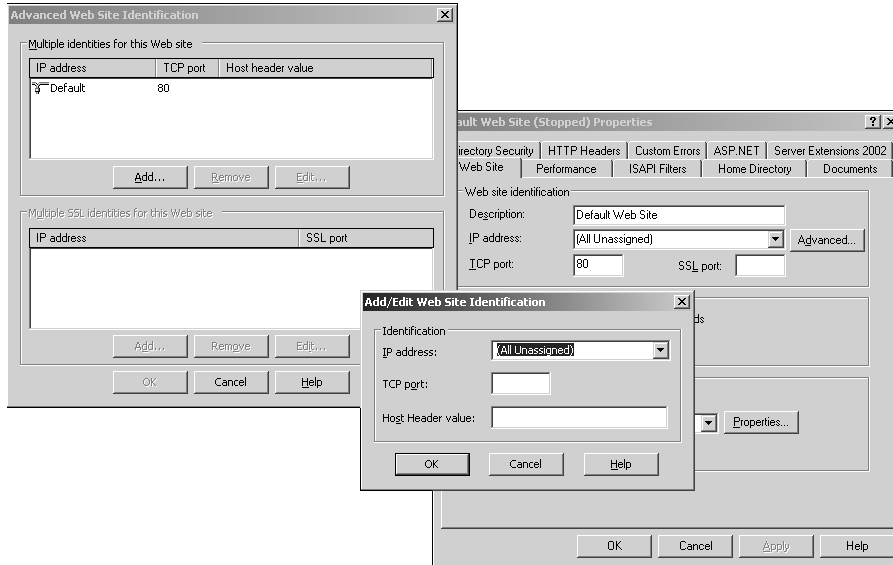 Advanced Web Site Identification
Multiple identities for this Web site
IP address TCP port Host header value
Default 80
Add... Remove Edit...
Multiple SSL identities for this Web site
IP address SSL port
Add... Remove Edit...
OK Cancel Help
ault Web Site (Stopped) Properties
irectory Security HTTP Headers Custom Errors ASP.NET Server Extensions 2002
Web Site Performance ISAPI Filters Home Directory Documents
Web site identification
Description: Default Web Site
IP address: (All Unassigned) Advanced...
TCP port: 80 SSL port:
ds
Properties...
OK Cancel Apply Help
Add/Edit Web Site Identification
Identification
IP address: (All Unassigned)
TCP port:
Host Header value:
OK Cancel Help